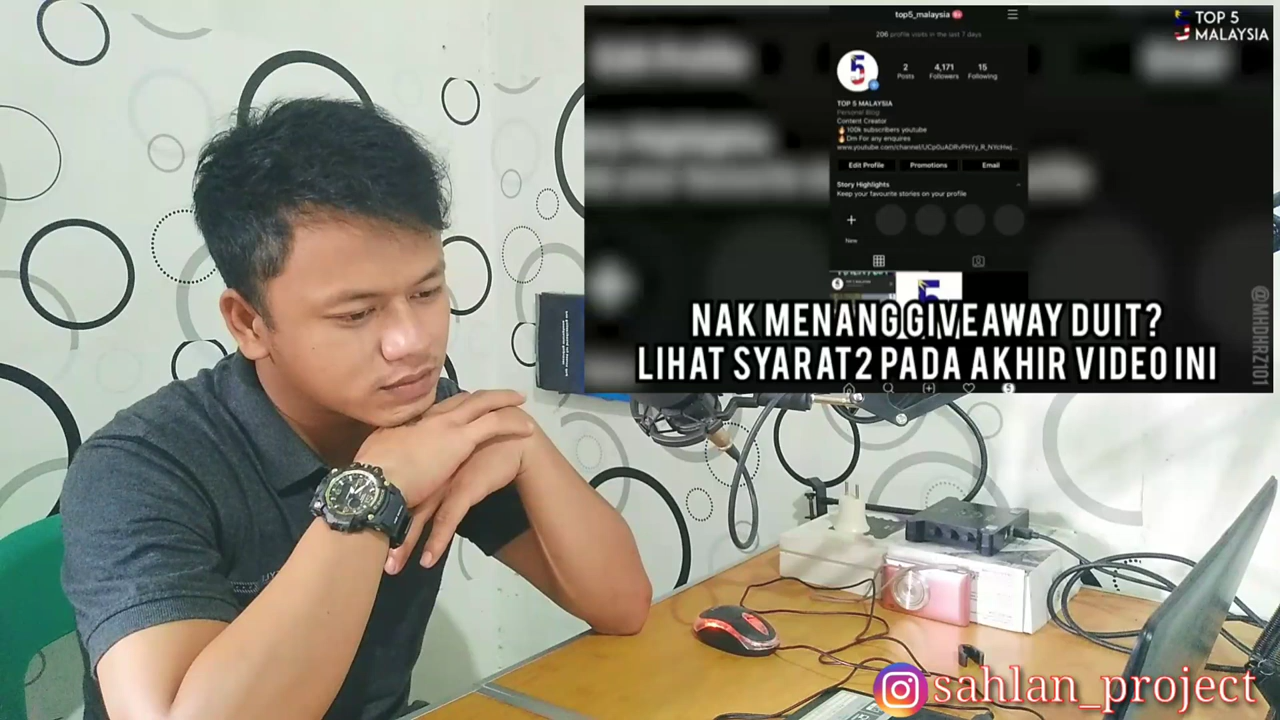 top5_malaysia
206 profile visits in the last 7 days
2 4,171 15
Posts Followers Following
TOP 5 MALAYSIA
Personal Blog
Content Creator
🔥100k subscribers youtube
🔥Dm For any enquires
Edit Profile Promotions Email
Story Highlights
Keep your favourite stories on your profile
New
TOP 5
MALAYSIA
NAK MENANG GIVEAWAY DUIT?
LIHAT SYARAT2 PADA AKHIR VIDEO INI
@MHDHRZ101
sahlan_project